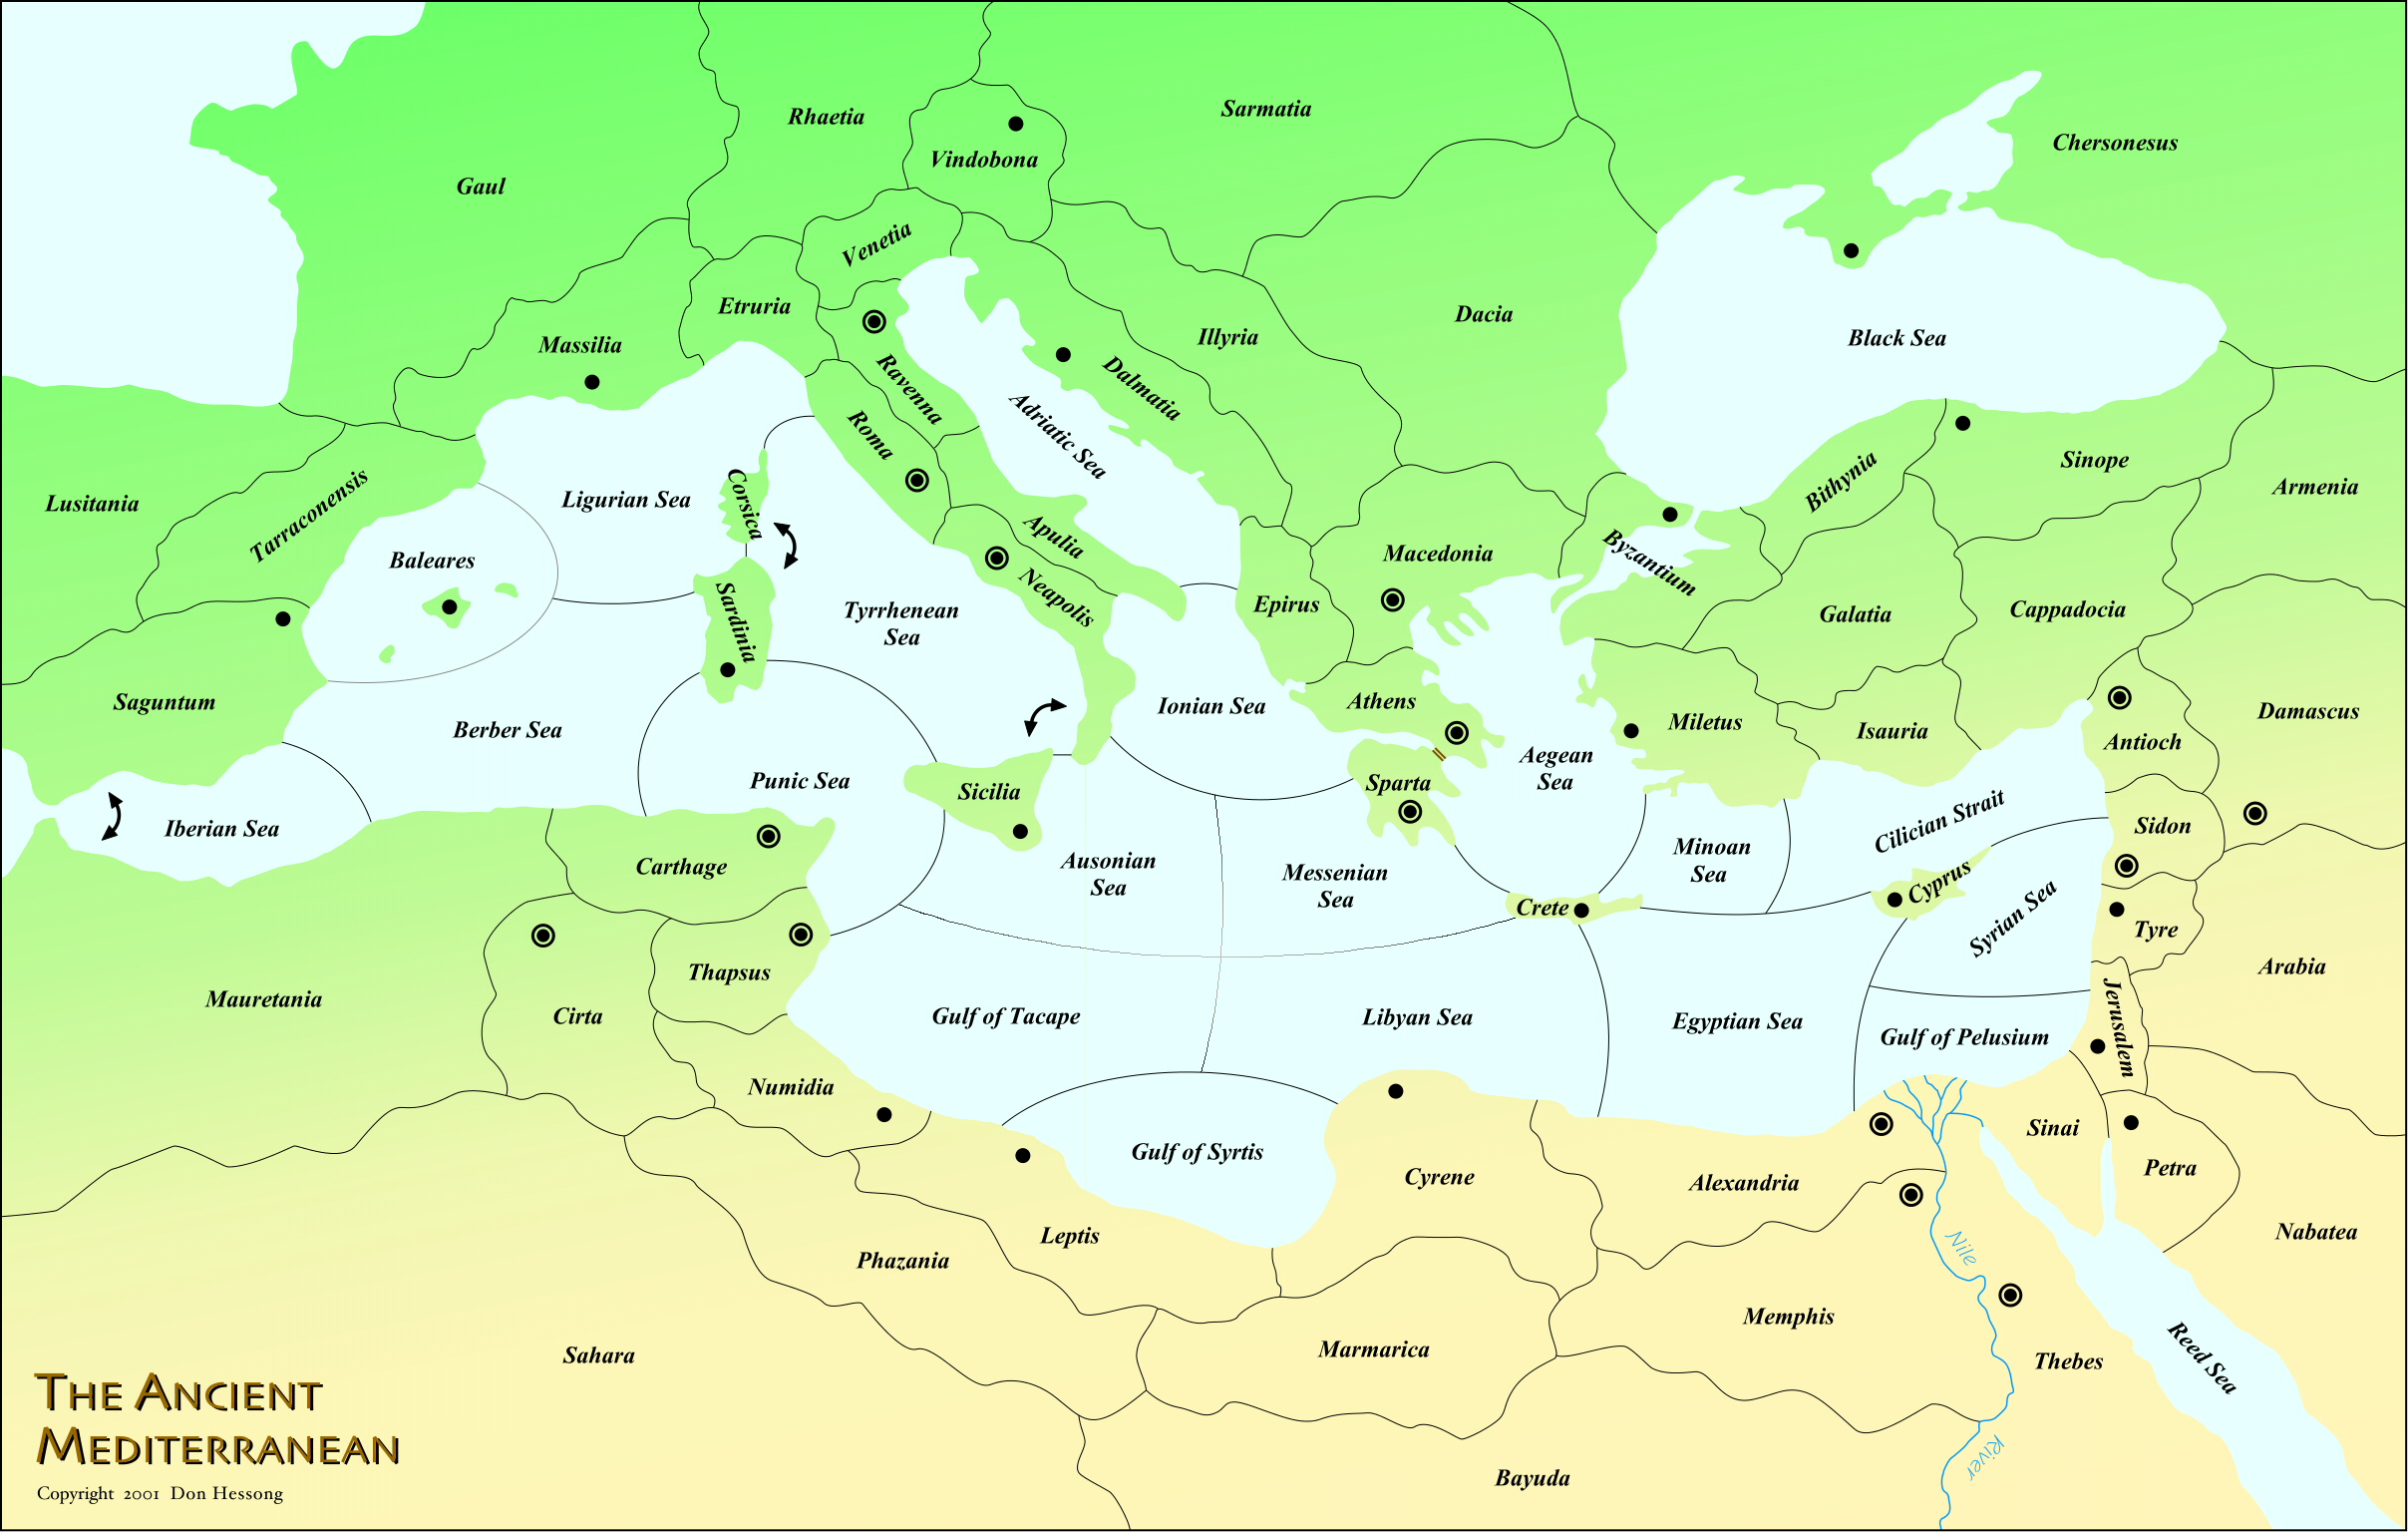 Sarmatia
Rhaetia
Chersonesus
Vindobona
Gaul
Venetia
Etruria
Dacia
Illyria
Black Sea
Massilia
Ravenna
Dalmatia
Roma
Adriatic Sea
Sinope
Bithynia
Armenia
Lusitania
Tarraconensis
Ligurian Sea
Corsica
Apulia
Macedonia
Byzantium
Baleares
Neapolis
Epirus
Galatia
Cappadocia
Tyrrhenean
Sea
Sardinia
Saguntum
Athens
Ionian Sea
Miletus
Isauria
Damascus
Antioch
Berber Sea
Aegean
Sea
Punic Sea
Sparta
Sicilia
Iberian Sea
Cilician Strait
Sidon
Carthage
Ausonian
Sea
Messenian
Sea
Minoan
Sea
Cyprus
Crete
Syrian Sea
Tyre
Arabia
Thapsus
Mauretania
Cirta
Gulf of Tacape
Libyan Sea
Egyptian Sea
Gulf of Pelusium
Jerusalem
Numidia
Sinai
Gulf of Syrtis
Cyrene
Alexandria
Petra
Leptis
Nabatea
Phazania
Nile
Memphis
Marmarica
Sahara
Thebes
Reed Sea
River
Bayuda
The Ancient
Mediterranean
Copyright 2001 Don Hessong